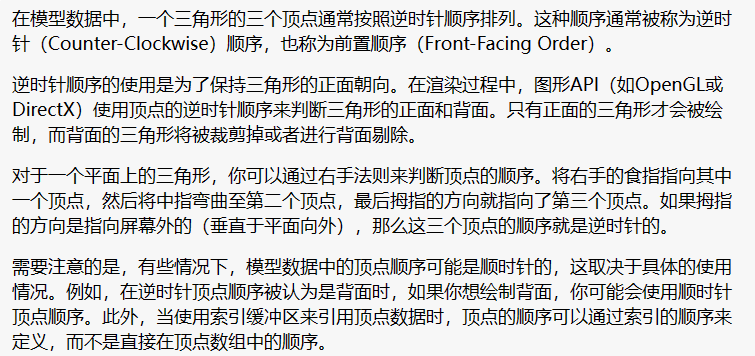 在模型数据中，一个三角形的三个顶点通常按照逆时针顺序排列。这种顺序通常被称为逆时
针（Counter-Clockwise）顺序，也称为前置顺序（Front-Facing Order）。
逆时针顺序的使用是为了保持三角形的正面朝向。在渲染过程中，图形API（如OpenGL或
DirectX）使用顶点的逆时针顺序来判断三角形的正面和背面。只有正面的三角形才会被绘
制，而背面的三角形将被裁剪掉或者进行背面剔除。
对于一个平面上的三角形，你可以通过右手法则来判断顶点的顺序。将右手的食指指向其中
一个顶点，然后将中指弯曲至第二个顶点，最后拇指的方向就指向了第三个顶点。如果拇指
的方向是指向屏幕外的（垂直于平面向外），那么这三个顶点的顺序就是逆时针的。
需要注意的是，有些情况下，模型数据中的顶点顺序可能是顺时针的，这取决于具体的使用
情况。例如，在逆时针顶点顺序被认为是背面时，如果你想绘制背面，你可能会使用顺时针
顶点顺序。此外，当使用索引缓冲区来引用顶点数据时，顶点的顺序可以通过索引的顺序来
定义，而不是直接在顶点数组中的顺序。